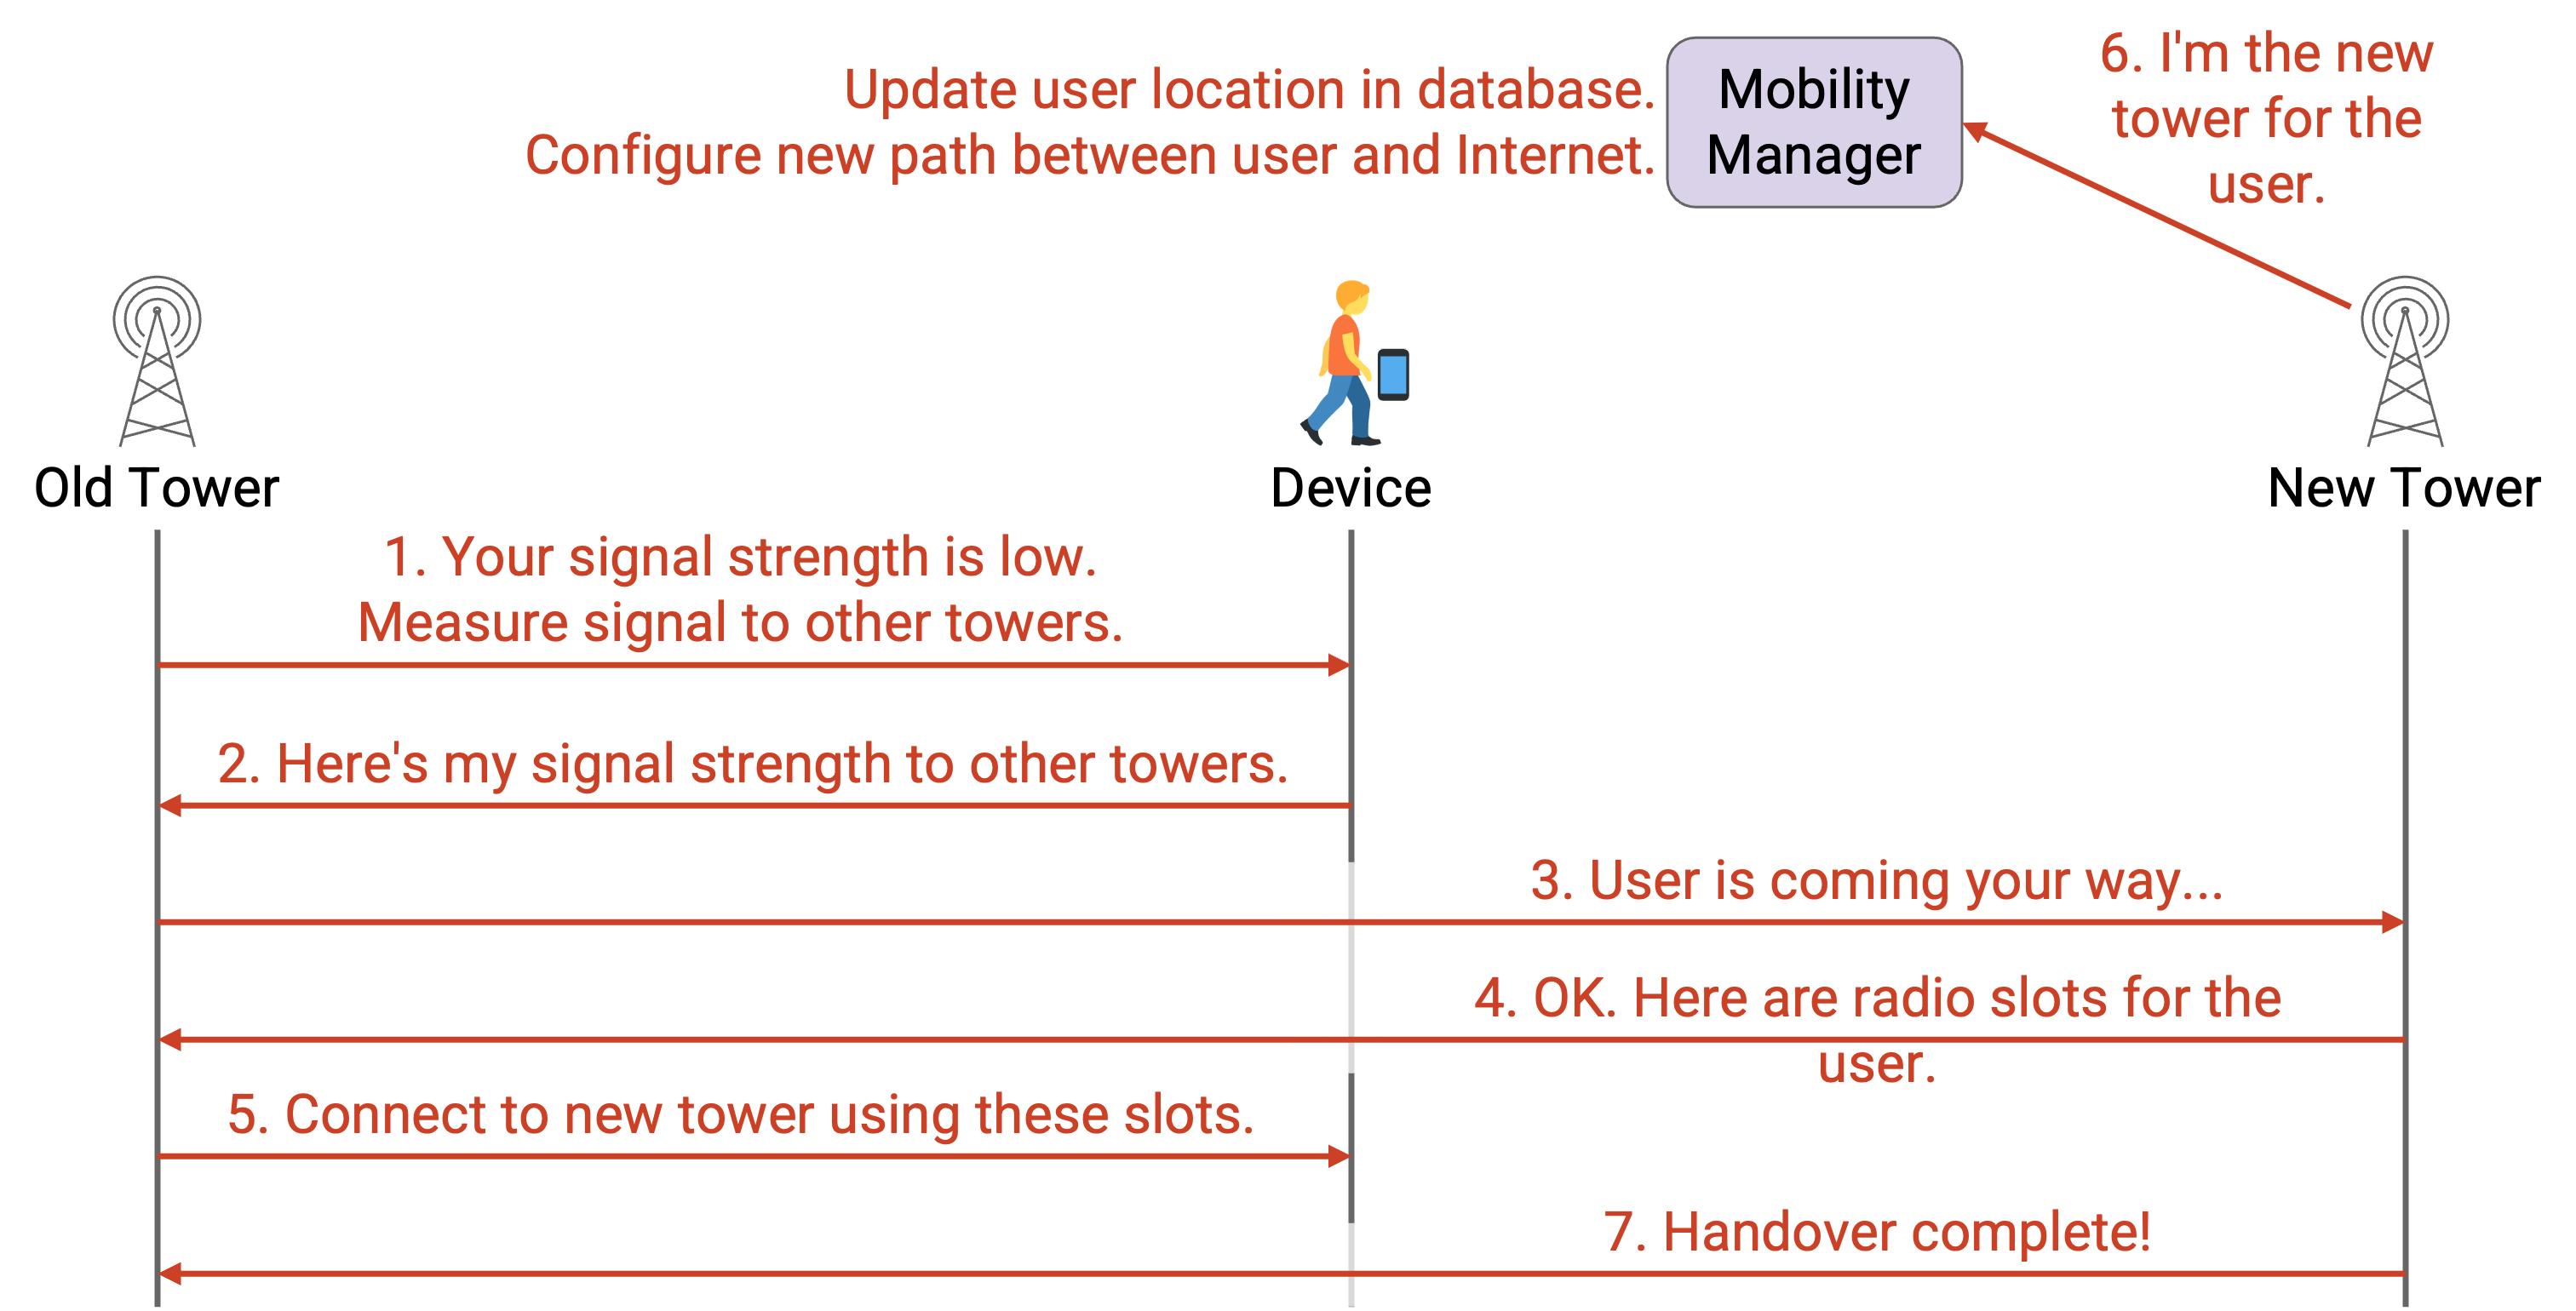 Update user location in database.
Configure new path between user and Internet.
Mobility
Manager
6. I'm the new
tower for the
user.
Old Tower
Device
New Tower
1. Your signal strength is low.
Measure signal to other towers.
2. Here's my signal strength to other towers.
3. User is coming your way...
4. OK. Here are radio slots for the
user.
5. Connect to new tower using these slots.
7. Handover complete!